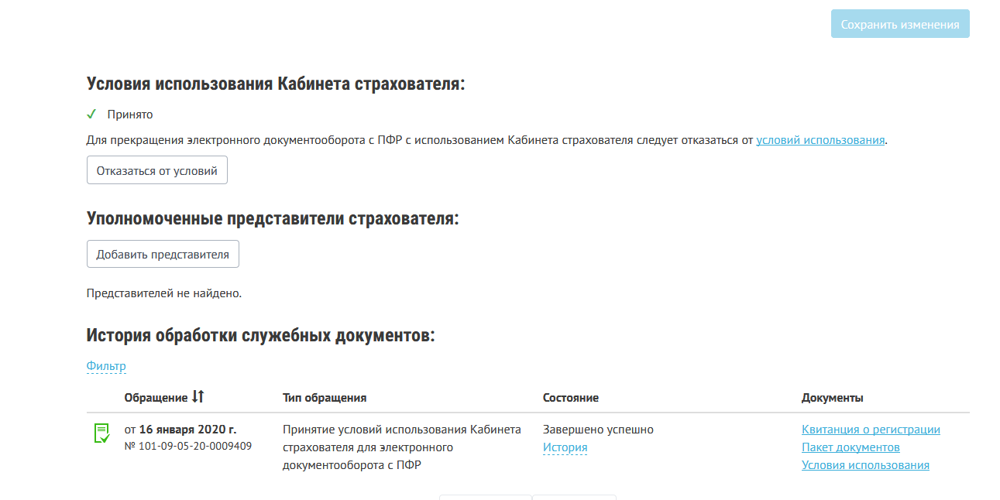 Сохранить изменения
Условия использования Кабинета страхователя:
Принято
Для прекращения электронного документооборота с ПФР с использованием Кабинета страхователя следует отказаться от условий использования.
Отказаться от условий
Уполномоченные представители страхователя:
Добавить представителя
Представителей не найдено.
История обработки служебных документов:
Фильтр
Обращение Тип обращения Состояние Документы
от 16 января 2020 г. Принятие условий использования Кабинета Завершено успешно Квитанция о регистрации
№ 101-09-05-20-0009409 страхователя для электронного История Пакет документов
документооборота с ПФР Условия использования